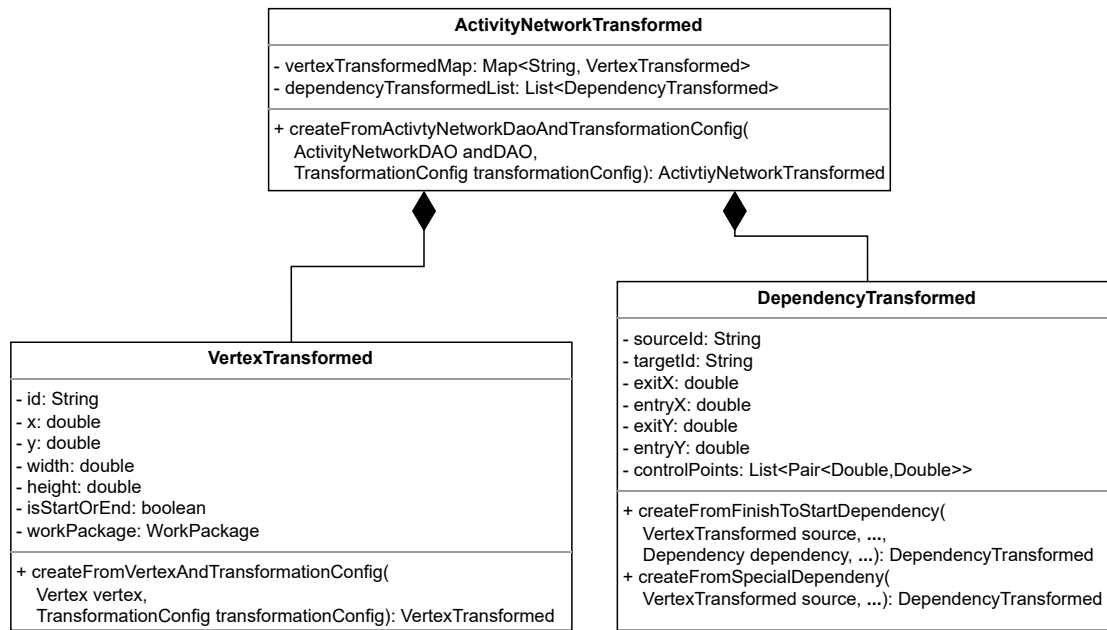 ActivityNetworkTransformed
- vertexTransformedMap: Map<String, VertexTransformed>
- dependencyTransformedList: List<DependencyTransformed>
+ createFromActivtyNetworkDaoAndTransformationConfig(
ActivityNetworkDAO andDAO,
TransformationConfig transformationConfig): ActivtiyNetworkTransformed
VertexTransformed
- id: String
- x: double
- y: double
- width: double
- height: double
- isStartOrEnd: boolean
- workPackage: WorkPackage
+ createFromVertexAndTransformationConfig(
Vertex vertex,
TransformationConfig transformationConfig): VertexTransformed
DependencyTransformed
- sourceId: String
- targetId: String
- exitX: double
- entryX: double
- exitY: double
- entryY: double
- controlPoints: List<Pair<Double,Double>>
+ createFromFinishToStartDependency(
VertexTransformed source, ...,
Dependency dependency, ...): DependencyTransformed
+ createFromSpecialDependeny(
VertexTransformed source, ...): DependencyTransformed